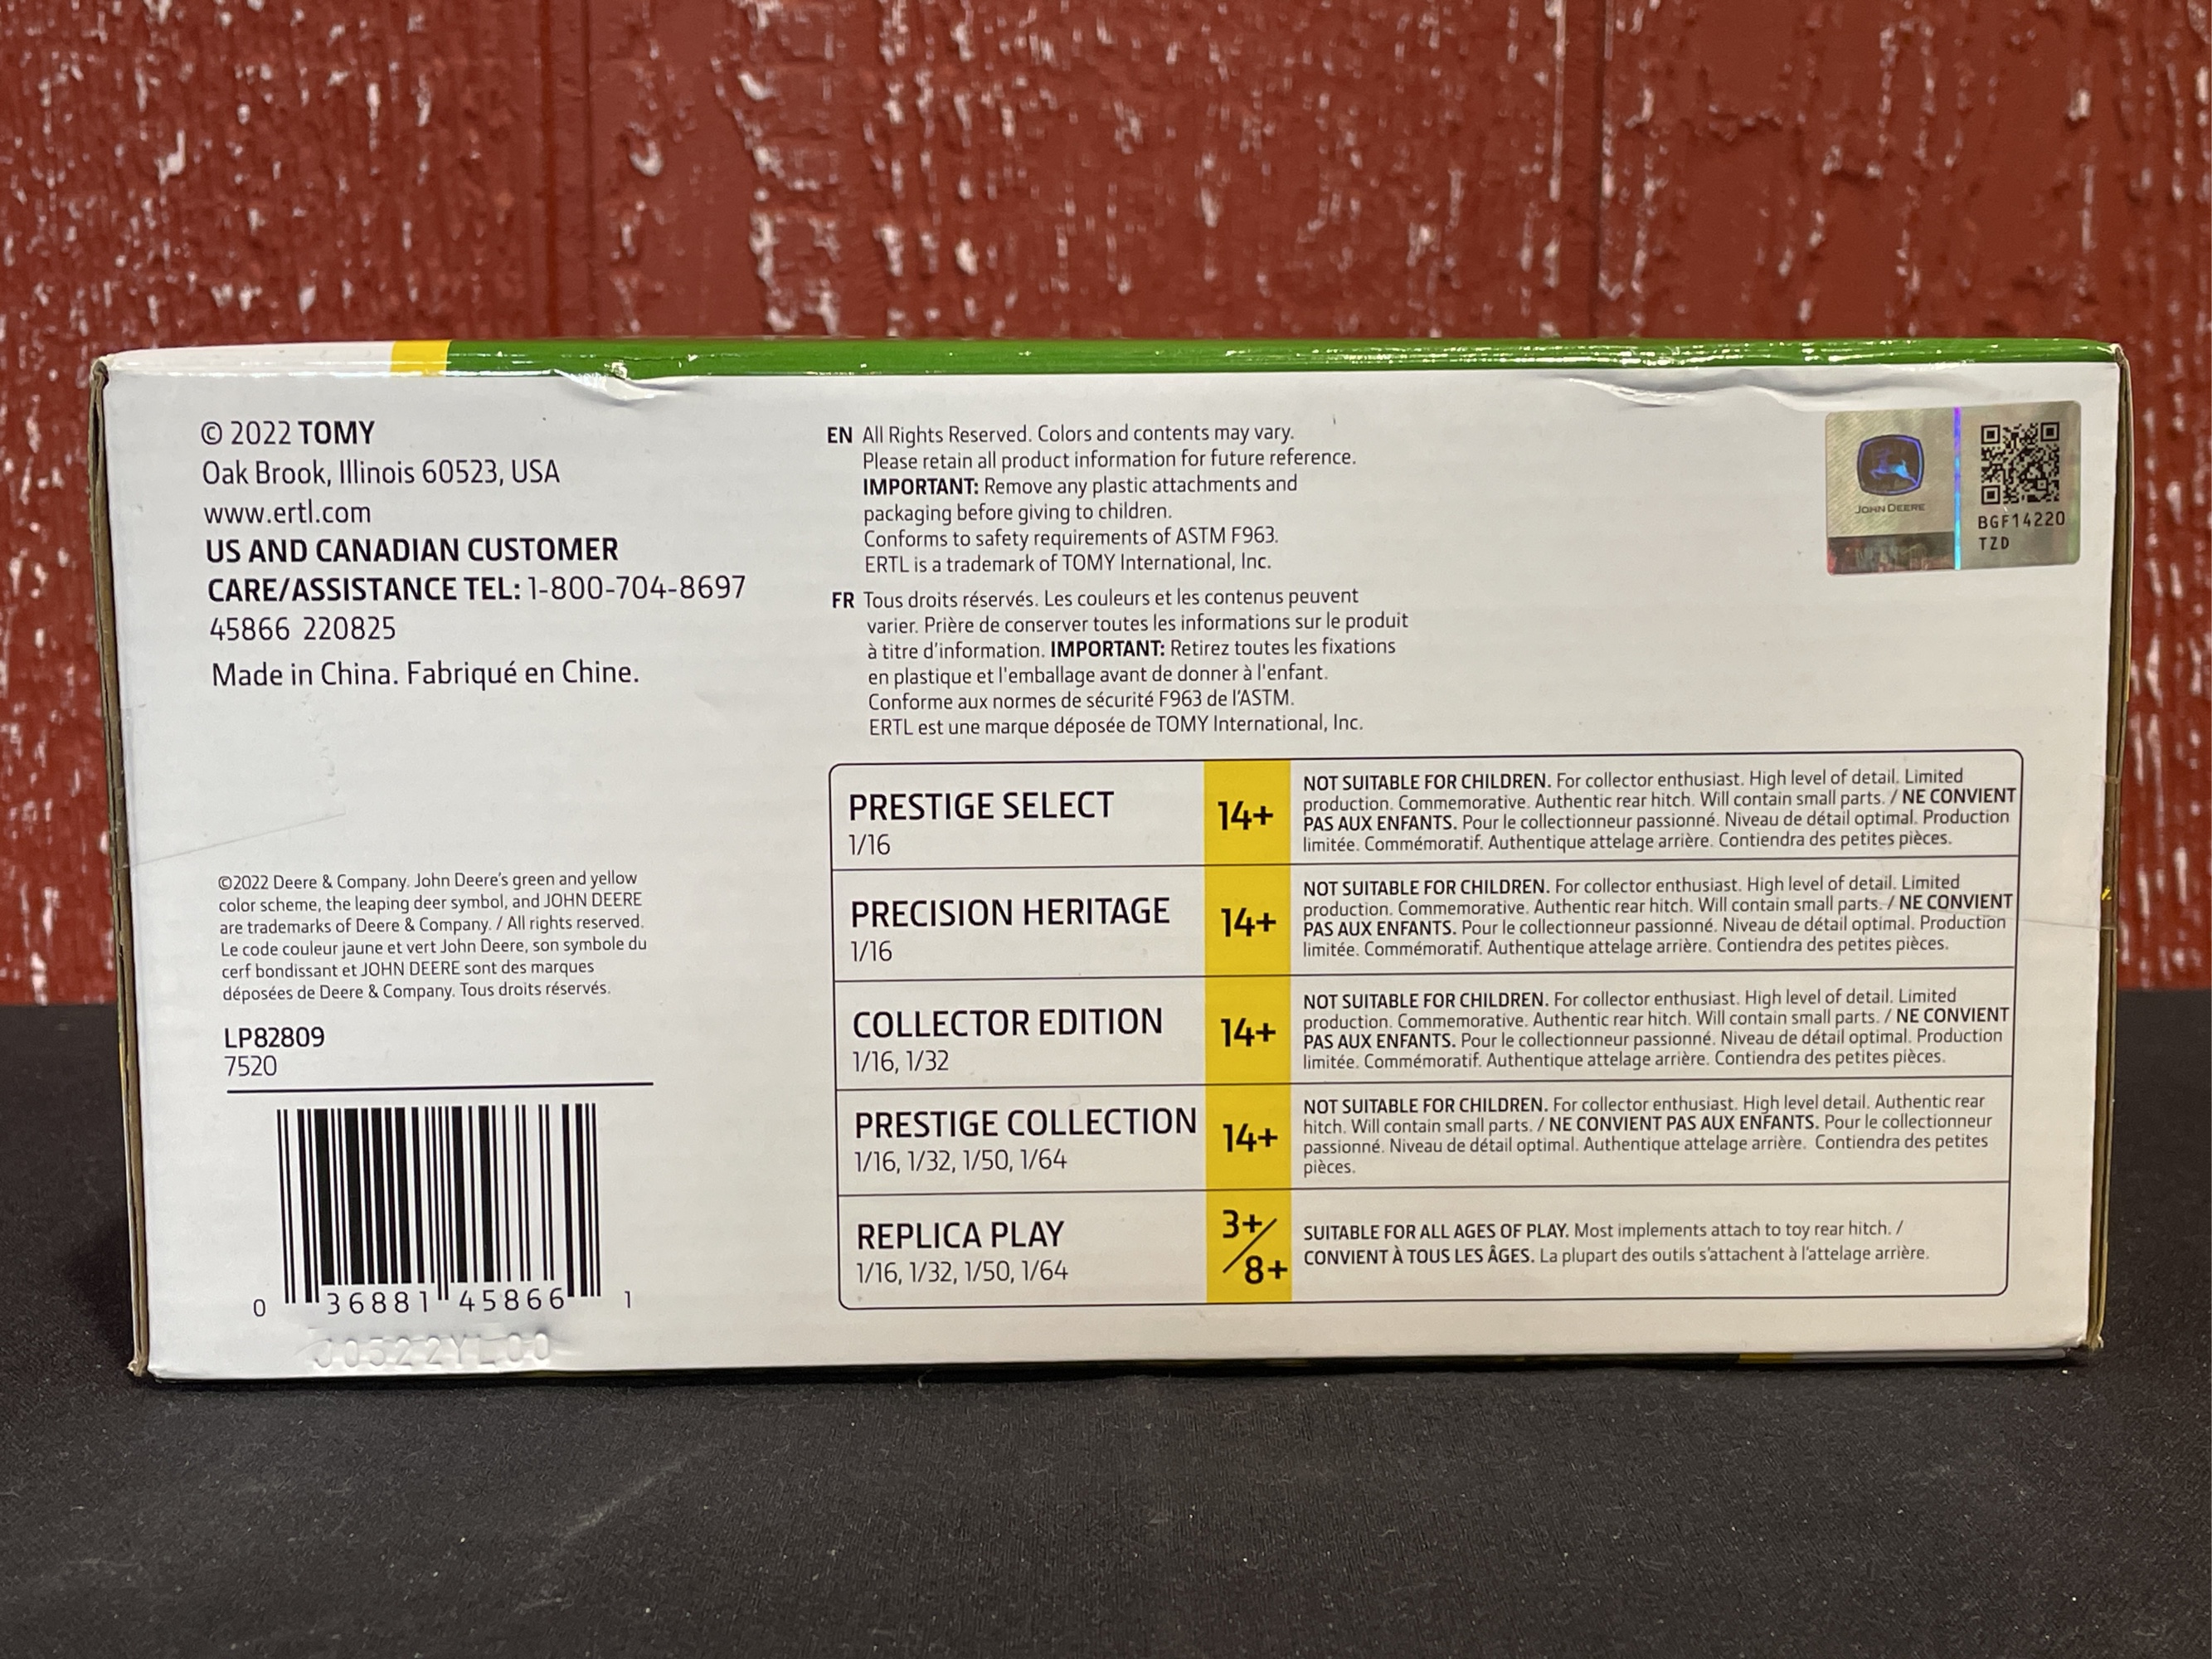 © 2022 TOMY
Oak Brook, Illinois 60523, USA
www.ertl.com
US AND CANADIAN CUSTOMER
CARE/ASSISTANCE TEL: 1-800-704-8697
45866 220825
Made in China. Fabriqué en Chine.
©2022 Deere & Company. John Deere's green and yellow
color scheme, the leaping deer symbol, and JOHN DEERE
are trademarks of Deere & Company. / All rights reserved.
Le code couleur jaune et vert John Deere, son symbole du
cerf bondissant et JOHN DEERE sont des marques
déposées de Deere & Company. Tous droits réservés.
LP82809
7520
0 36881 45866 1
J0522YL00
EN All Rights Reserved. Colors and contents may vary.
Please retain all product information for future reference.
IMPORTANT: Remove any plastic attachments and
packaging before giving to children.
Conforms to safety requirements of ASTM F963.
ERTL is a trademark of TOMY International, Inc.
FR Tous droits réservés. Les couleurs et les contenus peuvent
varier. Prière de conserver toutes les informations sur le produit
à titre d'information. IMPORTANT: Retirez toutes les fixations
en plastique et l'emballage avant de donner à l'enfant.
Conforme aux normes de sécurité F963 de l'ASTM.
ERTL est une marque déposée de TOMY International, Inc.
JOHN DEERE
BGF14220
TZD
PRESTIGE SELECT
1/16
14+
NOT SUITABLE FOR CHILDREN. For collector enthusiast. High level of detail. Limited
production. Commemorative. Authentic rear hitch. Will contain small parts. / NE CONVIENT
PAS AUX ENFANTS. Pour le collectionneur passionné. Niveau de détail optimal. Production
limitée. Commémoratif. Authentique attelage arrière. Contiendra des petites pièces.
PRECISION HERITAGE
1/16
14+
NOT SUITABLE FOR CHILDREN. For collector enthusiast. High level of detail. Limited
production. Commemorative. Authentic rear hitch. Will contain small parts. / NE CONVIENT
PAS AUX ENFANTS. Pour le collectionneur passionné. Niveau de détail optimal. Production
limitée. Commémoratif. Authentique attelage arrière. Contiendra des petites pièces.
COLLECTOR EDITION
1/16, 1/32
14+
NOT SUITABLE FOR CHILDREN. For collector enthusiast. High level of detail. Limited
production. Commemorative. Authentic rear hitch. Will contain small parts. / NE CONVIENT
PAS AUX ENFANTS. Pour le collectionneur passionné. Niveau de détail optimal. Production
limitée. Commémoratif. Authentique attelage arrière. Contiendra des petites pièces.
PRESTIGE COLLECTION
1/16, 1/32, 1/50, 1/64
14+
NOT SUITABLE FOR CHILDREN. For collector enthusiast. High level detail. Authentic rear
hitch. Will contain small parts. / NE CONVIENT PAS AUX ENFANTS. Pour le collectionneur
passionné. Niveau de détail optimal. Authentique attelage arrière. Contiendra des petites
pièces.
REPLICA PLAY
1/16, 1/32, 1/50, 1/64
3+/8+
SUITABLE FOR ALL AGES OF PLAY. Most implements attach to toy rear hitch. /
CONVIENT À TOUS LES ÂGES. La plupart des outils s'attachent à l'attelage arrière.